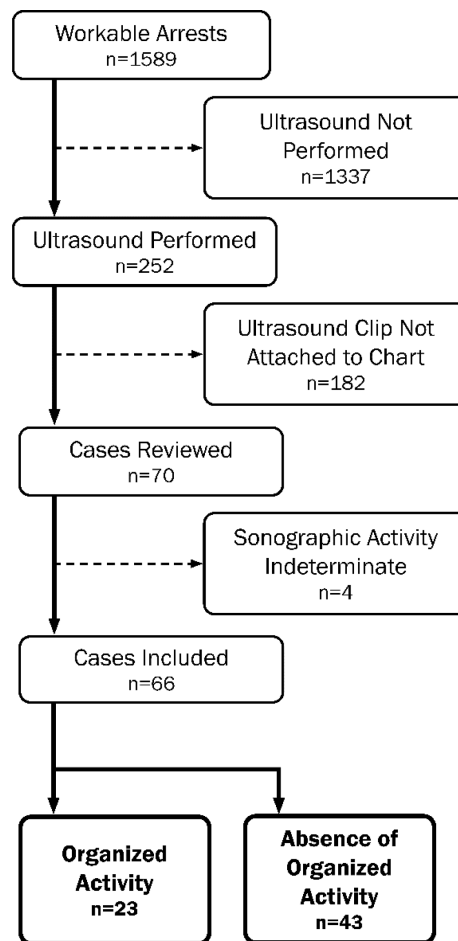 Workable Arrests
n=1589
Ultrasound Not
Performed
n=1337
Ultrasound Performed
n=252
Ultrasound Clip Not
Attached to Chart
n=182
Cases Reviewed
n=70
Sonographic Activity
Indeterminate
n=4
Cases Included
n=66
Organized
Activity
n=23
Absence of
Organized
Activity
n=43